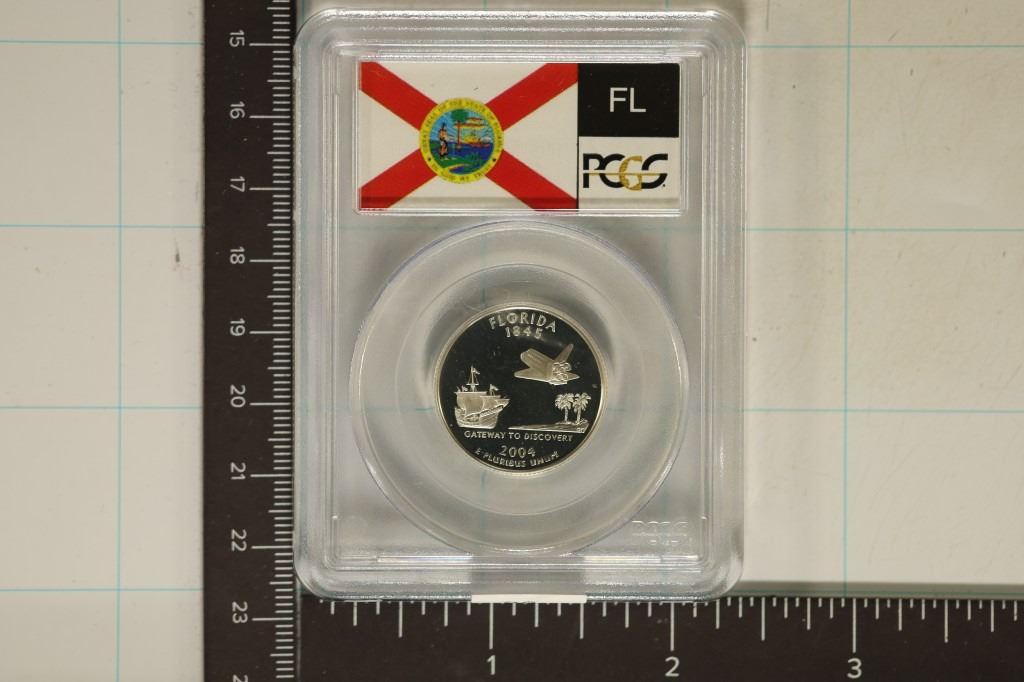 15
16
17
18
19
20
21
22
23
FL
PCGS
FLORIDA
1845
GATEWAY TO DISCOVERY
2004
E PLURIBUS UNUM
PCGS
1 2 3